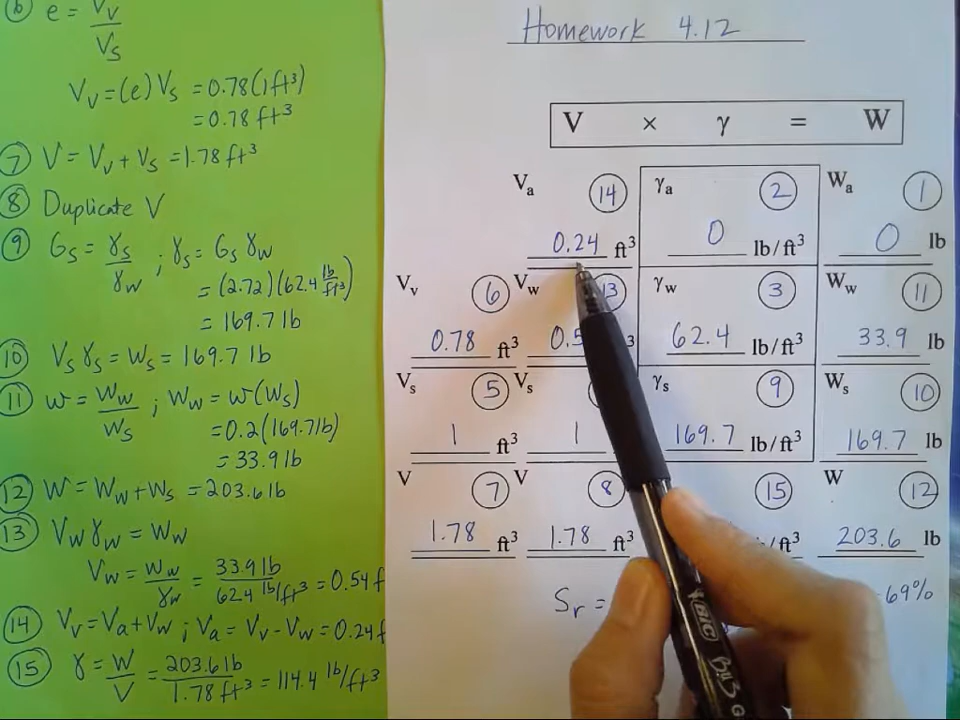 ⑥ e = Vv/Vs
Vv = (e) Vs = 0.78(1ft³)
= 0.78 ft³
⑦ V = Vv + Vs = 1.78 ft³
⑧ Duplicate V
⑨ Gs = γs/γw ; γs = Gs γw
= (2.72)(62.4 lb/ft³)
= 169.7 lb
⑩ Vs γs = Ws = 169.7 lb
⑪ w = Ww/Ws ; Ww = w(Ws)
= 0.2(169.7lb)
= 33.9 lb
⑫ W = Ww + Ws = 203.6 lb
⑬ Vw γw = Ww
Vw = Ww/γw = 33.9 lb/62.4 lb/ft³ = 0.54 f
⑭ Vv = Va + Vw ; Va = Vv - Vw = 0.24 f
⑮ γ = W/V = 203.6 lb/1.78 ft³ = 114.4 lb/ft³
Homework 4.12
V × γ = W
Va ⑭ γa ② Wa ①
0.24 ft³ 0 lb/ft³ 0 lb
Vv ⑥ Vw ⑬ γw ③ Ww ⑪
0.78 ft³ 0.5 3 62.4 lb/ft³ 33.9 lb
Vs ⑤ Vs γs ⑨ Ws ⑩
1 ft³ 1 169.7 lb/ft³ 169.7 lb
V ⑦ V ⑧ ⑮ W ⑫
1.78 ft³ 1.78 ft³ /ft³ 203.6 lb
Sr = 69%
BIC